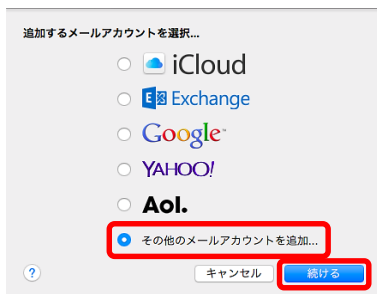 追加するメールアカウントを選択...
iCloud
Exchange
Google
YAHOO!
Aol.
その他のメールアカウントを追加...
? キャンセル 続ける